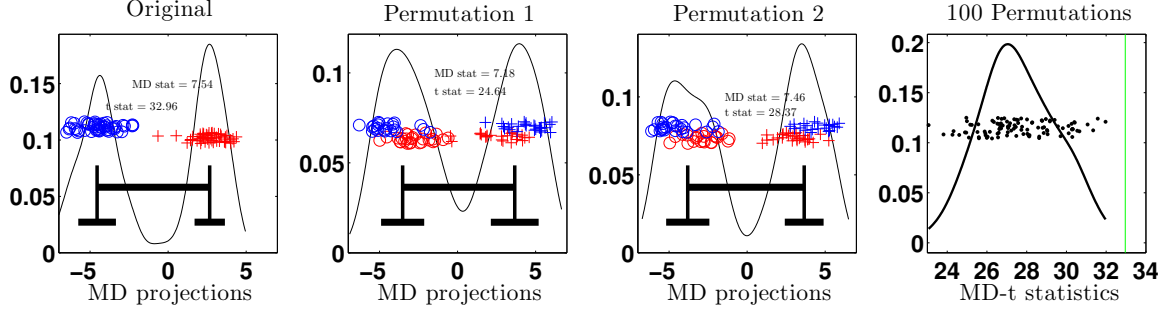 Original
MD stat = 7.54
t stat = 32.96
0.15
0.1
0.05
0
−5 0 5
MD projections
Permutation 1
MD stat = 7.18
t stat = 24.64
0.1
0.05
0
−5 0 5
MD projections
Permutation 2
MD stat = 7.46
t stat = 28.37
0.1
0.05
0
−5 0 5
MD projections
100 Permutations
0.2
0.15
0.1
0.05
0
24 26 28 30 32 34
MD-t statistics